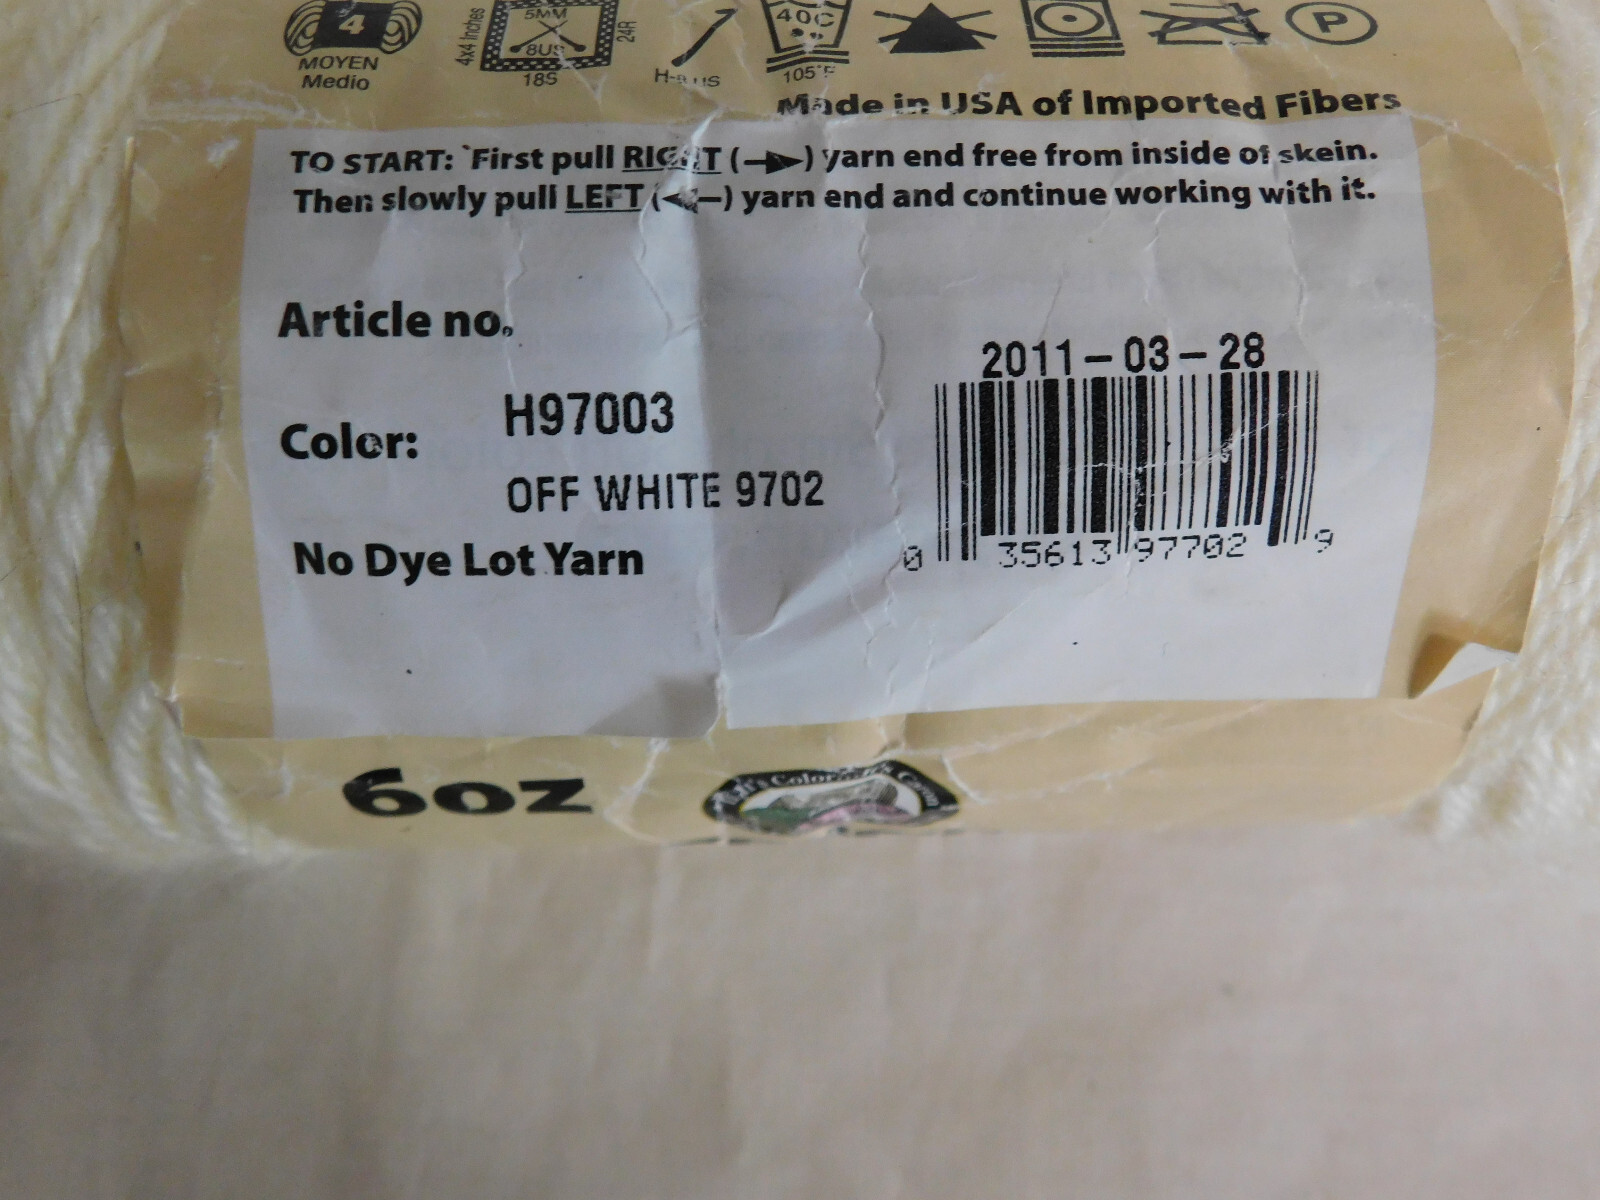 4
MOYEN
Medio
4x4 Inches
5MM
8US
24R
18S
40C
105°F
P
Made in USA of Imported Fibers
TO START: First pull RIGHT (→) yarn end free from inside of skein.
Then slowly pull LEFT (←) yarn end and continue working with it.
Article no.
H97003
Color:
OFF WHITE 9702
No Dye Lot Yarn
2011-03-28
0 35613 97702 9
6oz